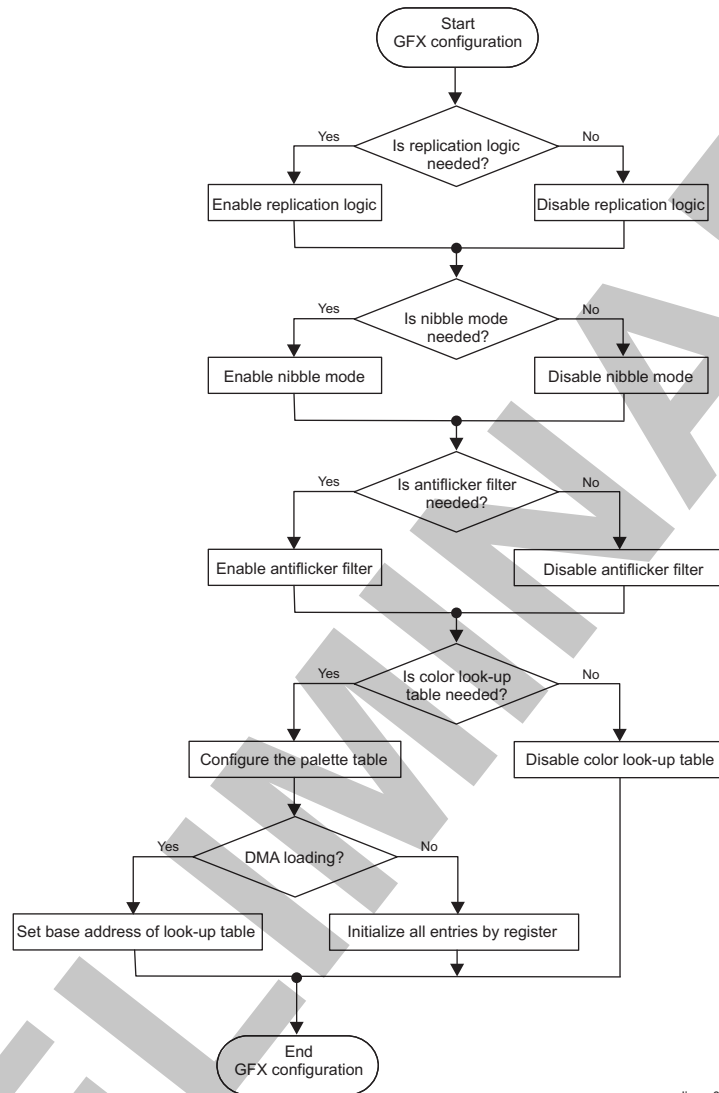 Start
GFX configuration
Is replication logic
needed?
Yes
No
Enable replication logic
Disable replication logic
Is nibble mode
needed?
Yes
No
Enable nibble mode
Disable nibble mode
Is antiflicker filter
needed?
Yes
No
Enable antiflicker filter
Disable antiflicker filter
Is color look-up
table needed?
Yes
No
Configure the palette table
Disable color look-up table
DMA loading?
Yes
No
Set base address of look-up table
Initialize all entries by register
End
GFX configuration